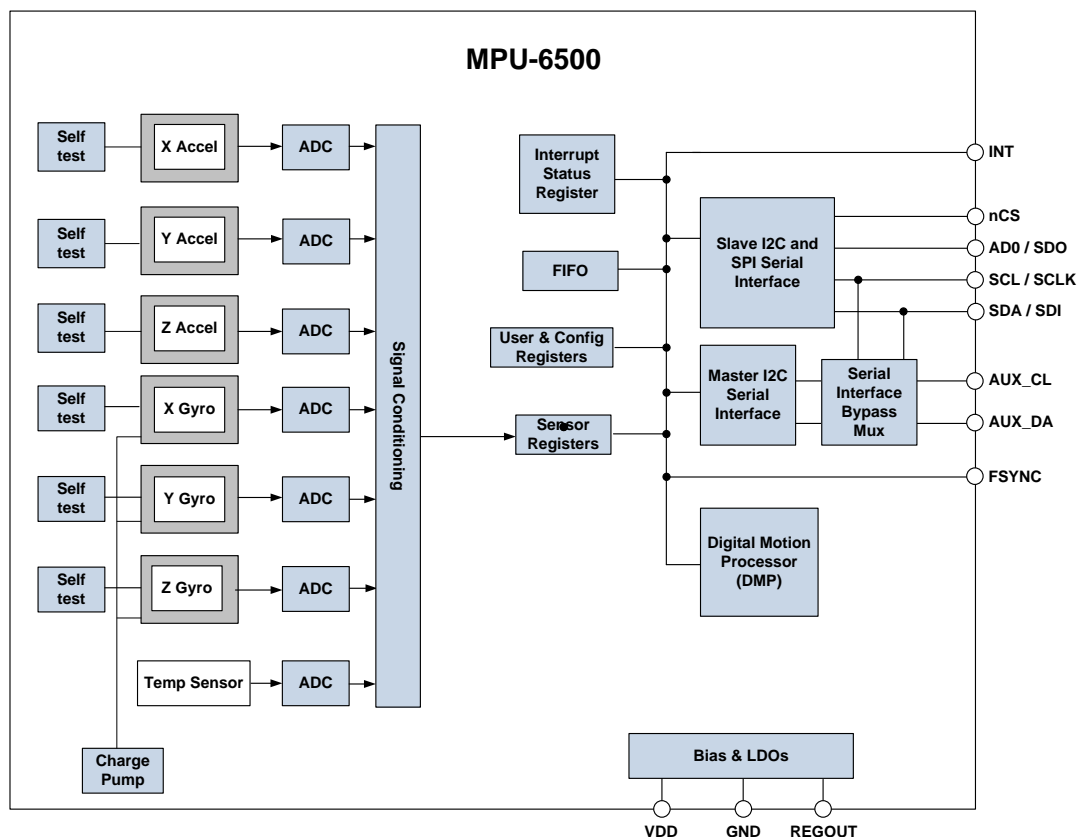 MPU-6500
Self
test
X Accel
ADC
Self
test
Y Accel
ADC
Self
test
Z Accel
ADC
Self
test
X Gyro
ADC
Self
test
Y Gyro
ADC
Self
test
Z Gyro
ADC
Temp Sensor
ADC
Charge
Pump
Signal Conditioning
Interrupt
Status
Register
FIFO
User & Config
Registers
Sensor
Registers
Slave I2C and
SPI Serial
Interface
Master I2C
Serial
Interface
Serial
Interface
Bypass
Mux
Digital Motion
Processor
(DMP)
Bias & LDOs
INT
nCS
AD0 / SDO
SCL / SCLK
SDA / SDI
AUX_CL
AUX_DA
FSYNC
VDD
GND
REGOUT